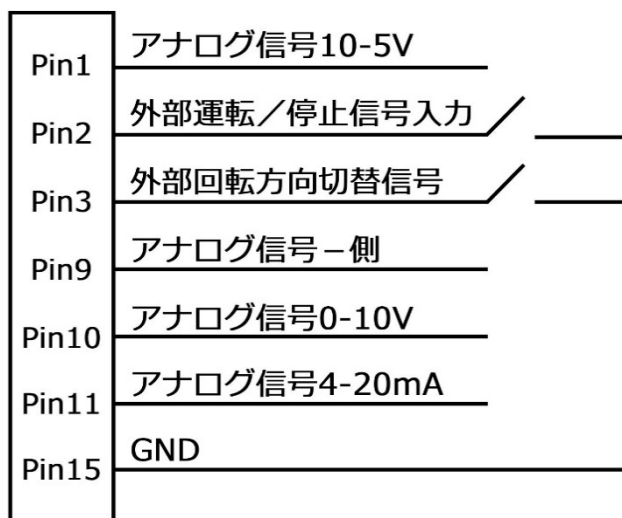 Pin1 アナログ信号10-5V
Pin2 外部運転／停止信号入力
Pin3 外部回転方向切替信号
Pin9 アナログ信号－側
Pin10 アナログ信号0-10V
Pin11 アナログ信号4-20mA
Pin15 GND